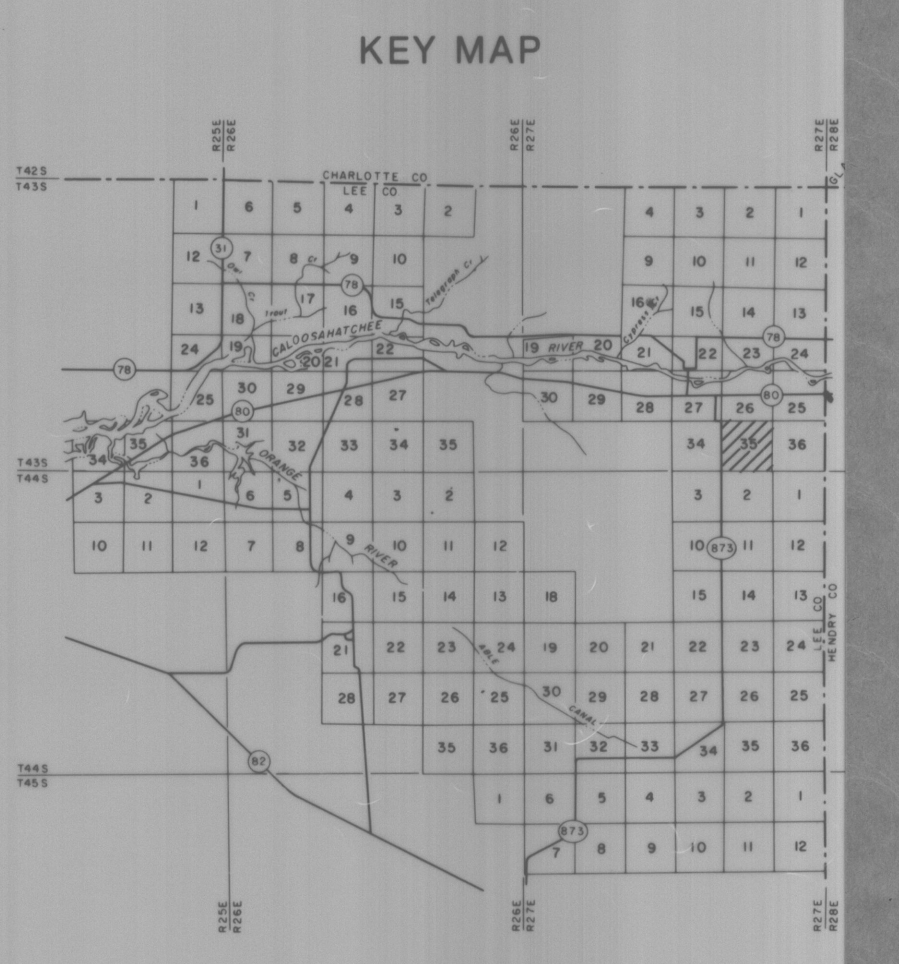 KEY MAP
R25E R26E R26E R27E R27E R28E
T42S
T43S
CHARLOTTE CO
LEE CO
1 6 5 4 3 2 4 3 2 1
31
12 7 8 Cr 9 10 9 10 11 12
Owl Cr
78
Telegraph Cr
13 18 17 16 15 16 15 14 13
Trout
Cypress Cr
CALOOSAHATCHEE
RIVER
78
24 19 20 21 22 19 20 21 22 23 24
78
25 30 29 28 27 30 29 28 27 26 25
80
80
34 35 36 31 32 33 34 35 34 35 36
ORANGE
T43S
T44S
3 2 1 6 5 4 3 2 3 2 1
10 11 12 7 8 9 10 11 12 10 873 11 12
RIVER
16 15 14 13 18 15 14 13
LEE CO
HENDRY CO
21 22 23 24 19 20 21 22 23 24
ABLE
28 27 26 25 30 29 28 27 26 25
CANAL
35 36 31 32 33 34 35 36
82
T44S
T45S
1 6 5 4 3 2 1
873
7 8 9 10 11 12
R25E R26E R26E R27E R27E R28E